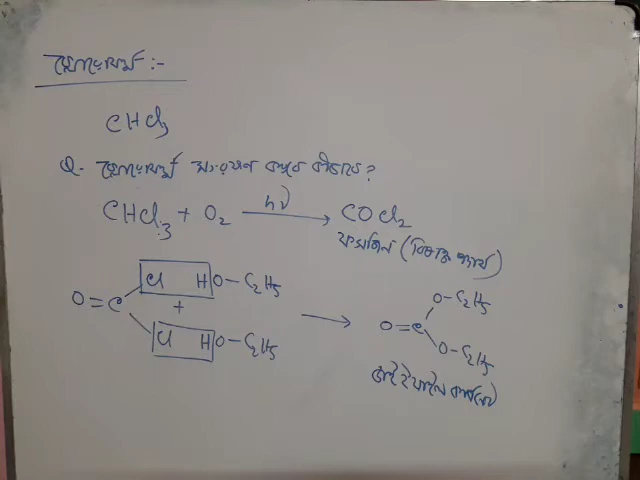 ক্লোরোফর্ম :-
CHCl₃
Q. ক্লোরোফর্ম সংরক্ষণ করবে কীভাবে?
CHCl₃ + O₂ —hν→ COCl₂
ফসজিন (বিষাক্ত পদার্থ)
Cl H O-C₂H₅ O-C₂H₅
O=C + → O=C
Cl H O-C₂H₅ O-C₂H₅
ডাই ইথাইল কার্বনেট